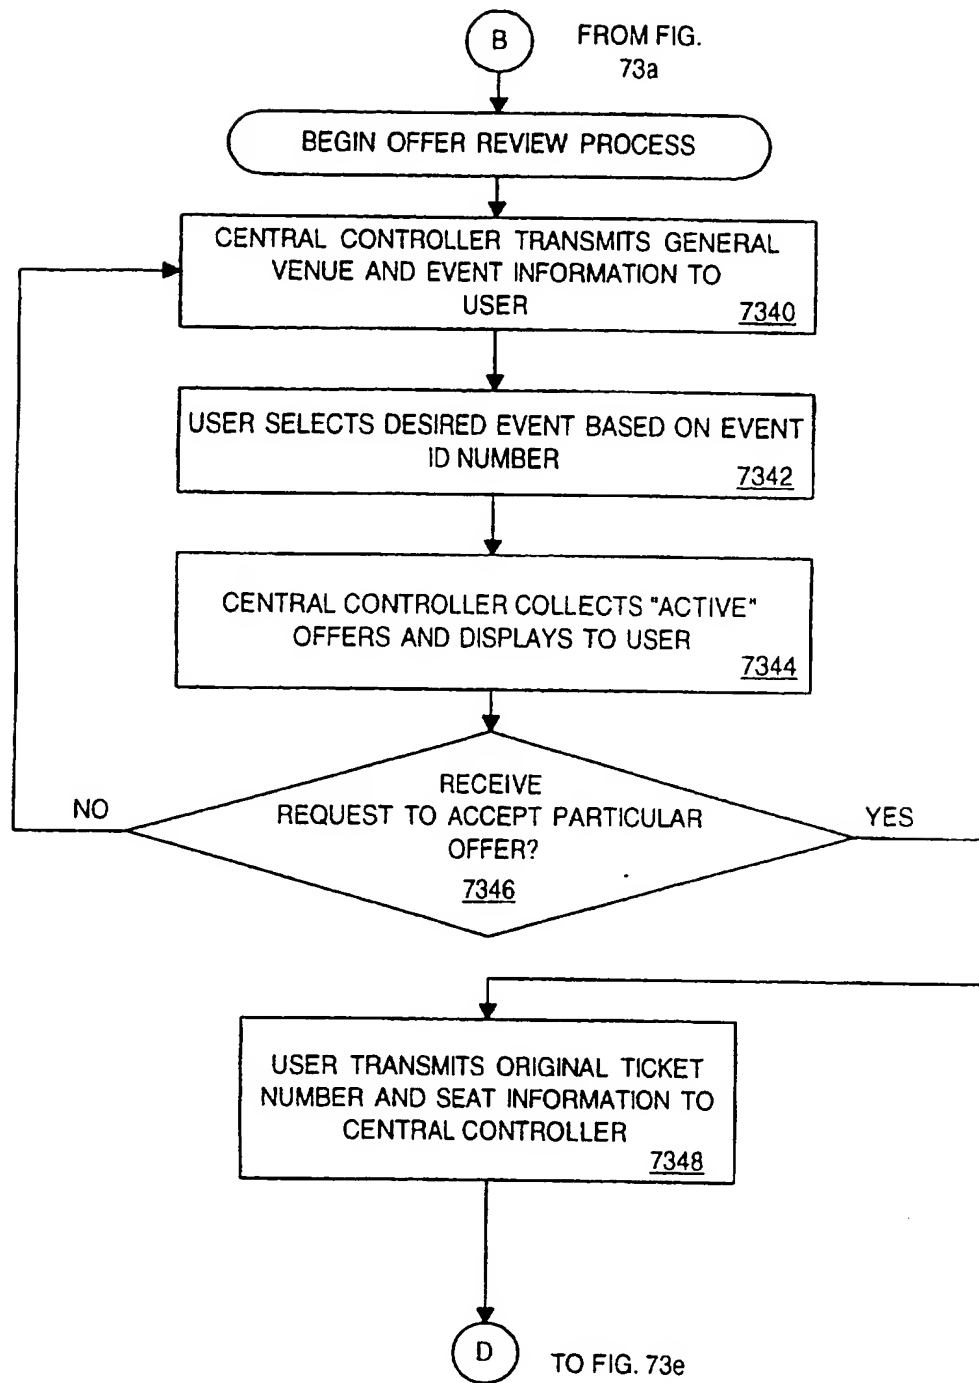 B
FROM FIG.
73a
BEGIN OFFER REVIEW PROCESS
CENTRAL CONTROLLER TRANSMITS GENERAL
VENUE AND EVENT INFORMATION TO
USER
7340
USER SELECTS DESIRED EVENT BASED ON EVENT
ID NUMBER
7342
CENTRAL CONTROLLER COLLECTS "ACTIVE"
OFFERS AND DISPLAYS TO USER
7344
RECEIVE
REQUEST TO ACCEPT PARTICULAR
OFFER?
7346
NO
YES
USER TRANSMITS ORIGINAL TICKET
NUMBER AND SEAT INFORMATION TO
CENTRAL CONTROLLER
7348
D
TO FIG. 73e